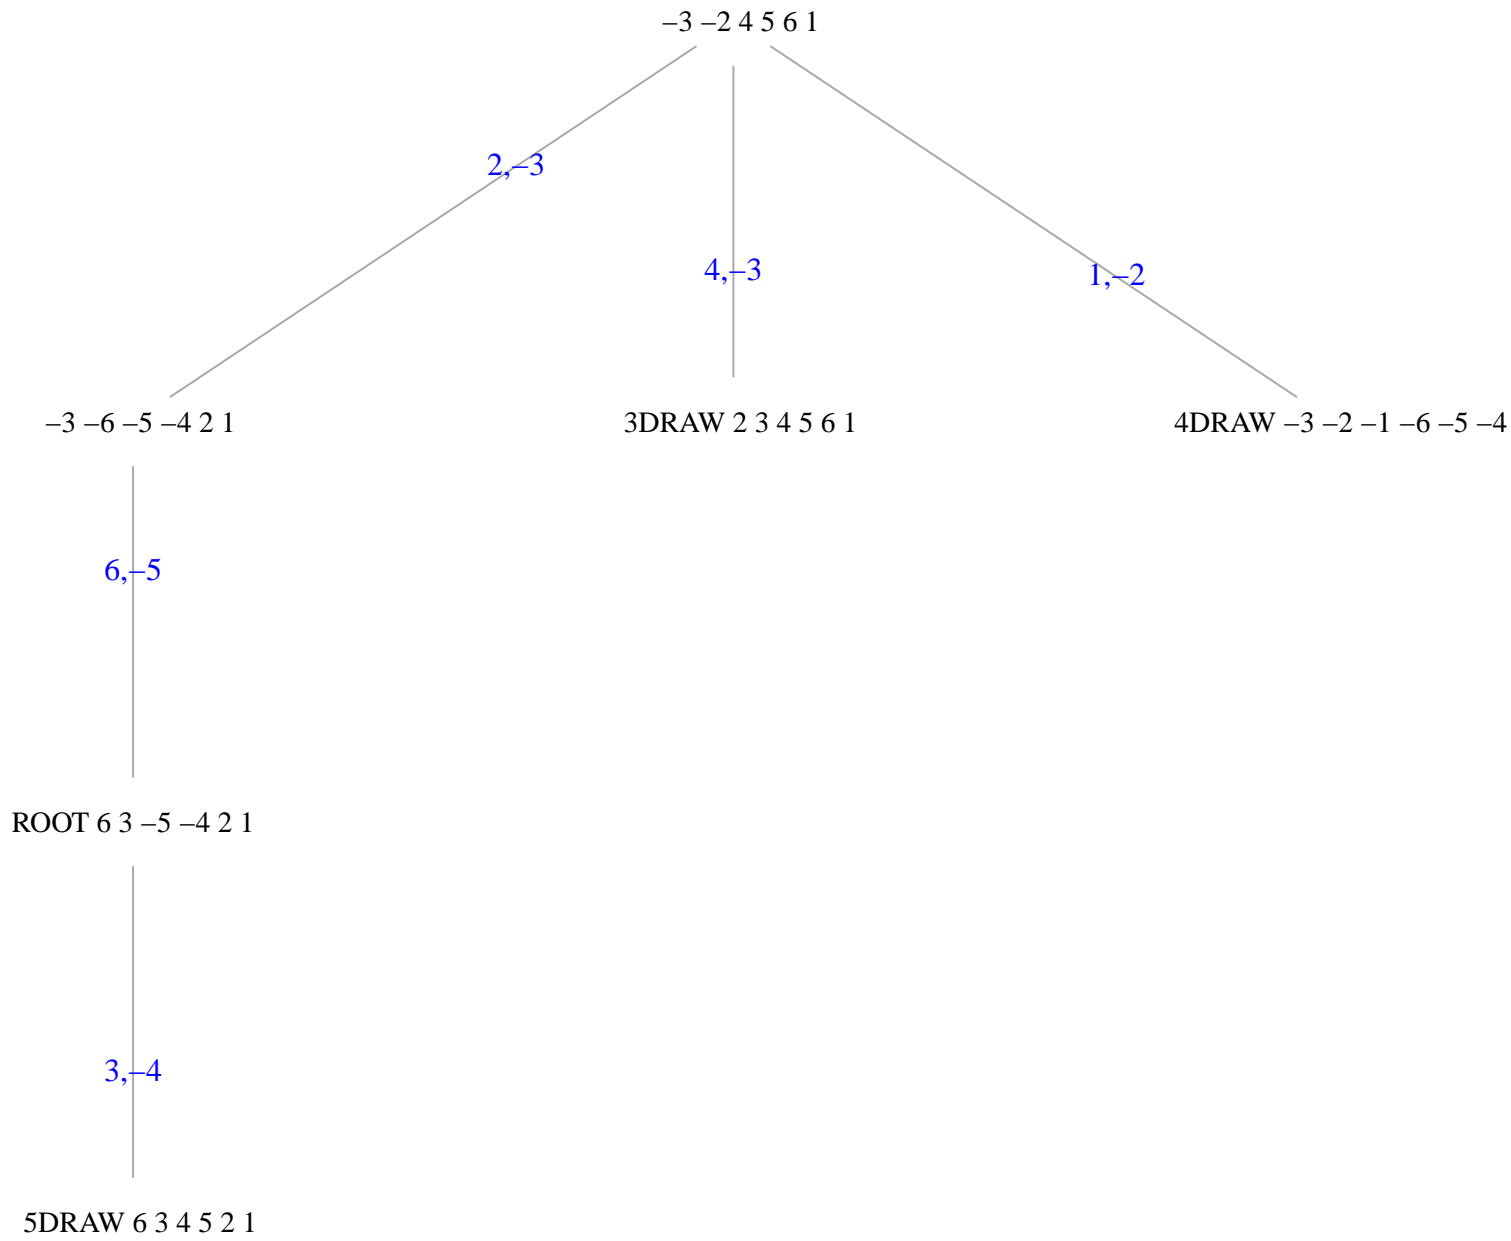 –3 –2 4 5 6 1
2,–3
4,–3
1,–2
–3 –6 –5 –4 2 1
3DRAW 2 3 4 5 6 1
4DRAW –3 –2 –1 –6 –5 –4
6,–5
ROOT 6 3 –5 –4 2 1
3,–4
5DRAW 6 3 4 5 2 1